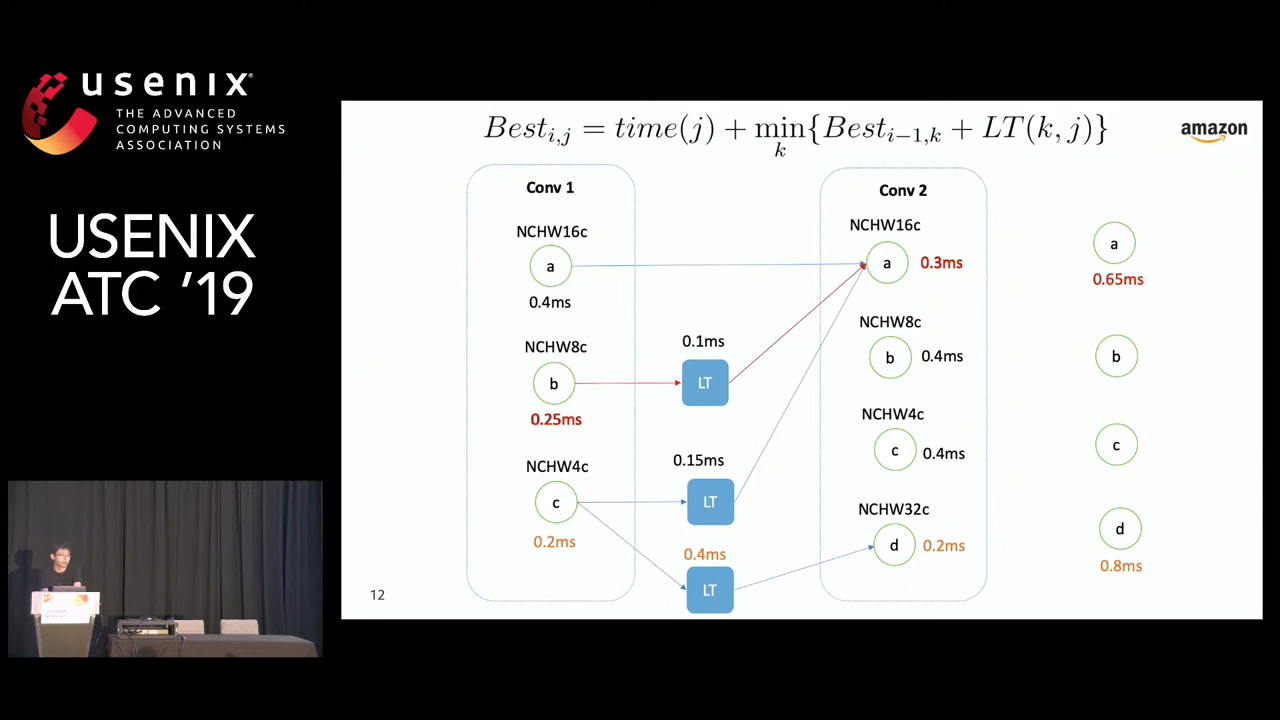 usenix®
THE ADVANCED
COMPUTING SYSTEMS
ASSOCIATION
USENIX
ATC ’19
Best_{i,j} = time(j) + min_k{Best_{i-1,k} + LT(k, j)}
amazon
Conv 1
NCHW16c
a
0.4ms
NCHW8c
b
0.25ms
NCHW4c
c
0.2ms
0.1ms
LT
0.15ms
LT
0.4ms
LT
Conv 2
NCHW16c
a 0.3ms
NCHW8c
b 0.4ms
NCHW4c
c 0.4ms
NCHW32c
d 0.2ms
a
0.65ms
b
c
d
0.8ms
12